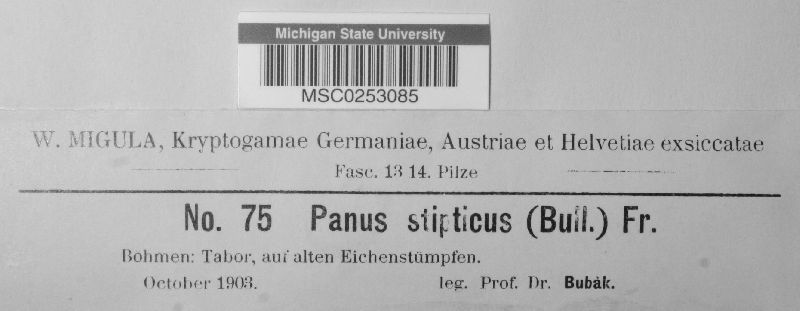 Michigan State University
MSC0253085
W. MIGULA, Kryptogamae Germaniae, Austriae et Helvetiae exsiccatae
Fasc. 13 14. Pilze
No. 75 Panus stipticus (Bull.) Fr.
Böhmen: Tabor, auf alten Eichenstümpfen.
October 1903. leg. Prof. Dr. Bubák.